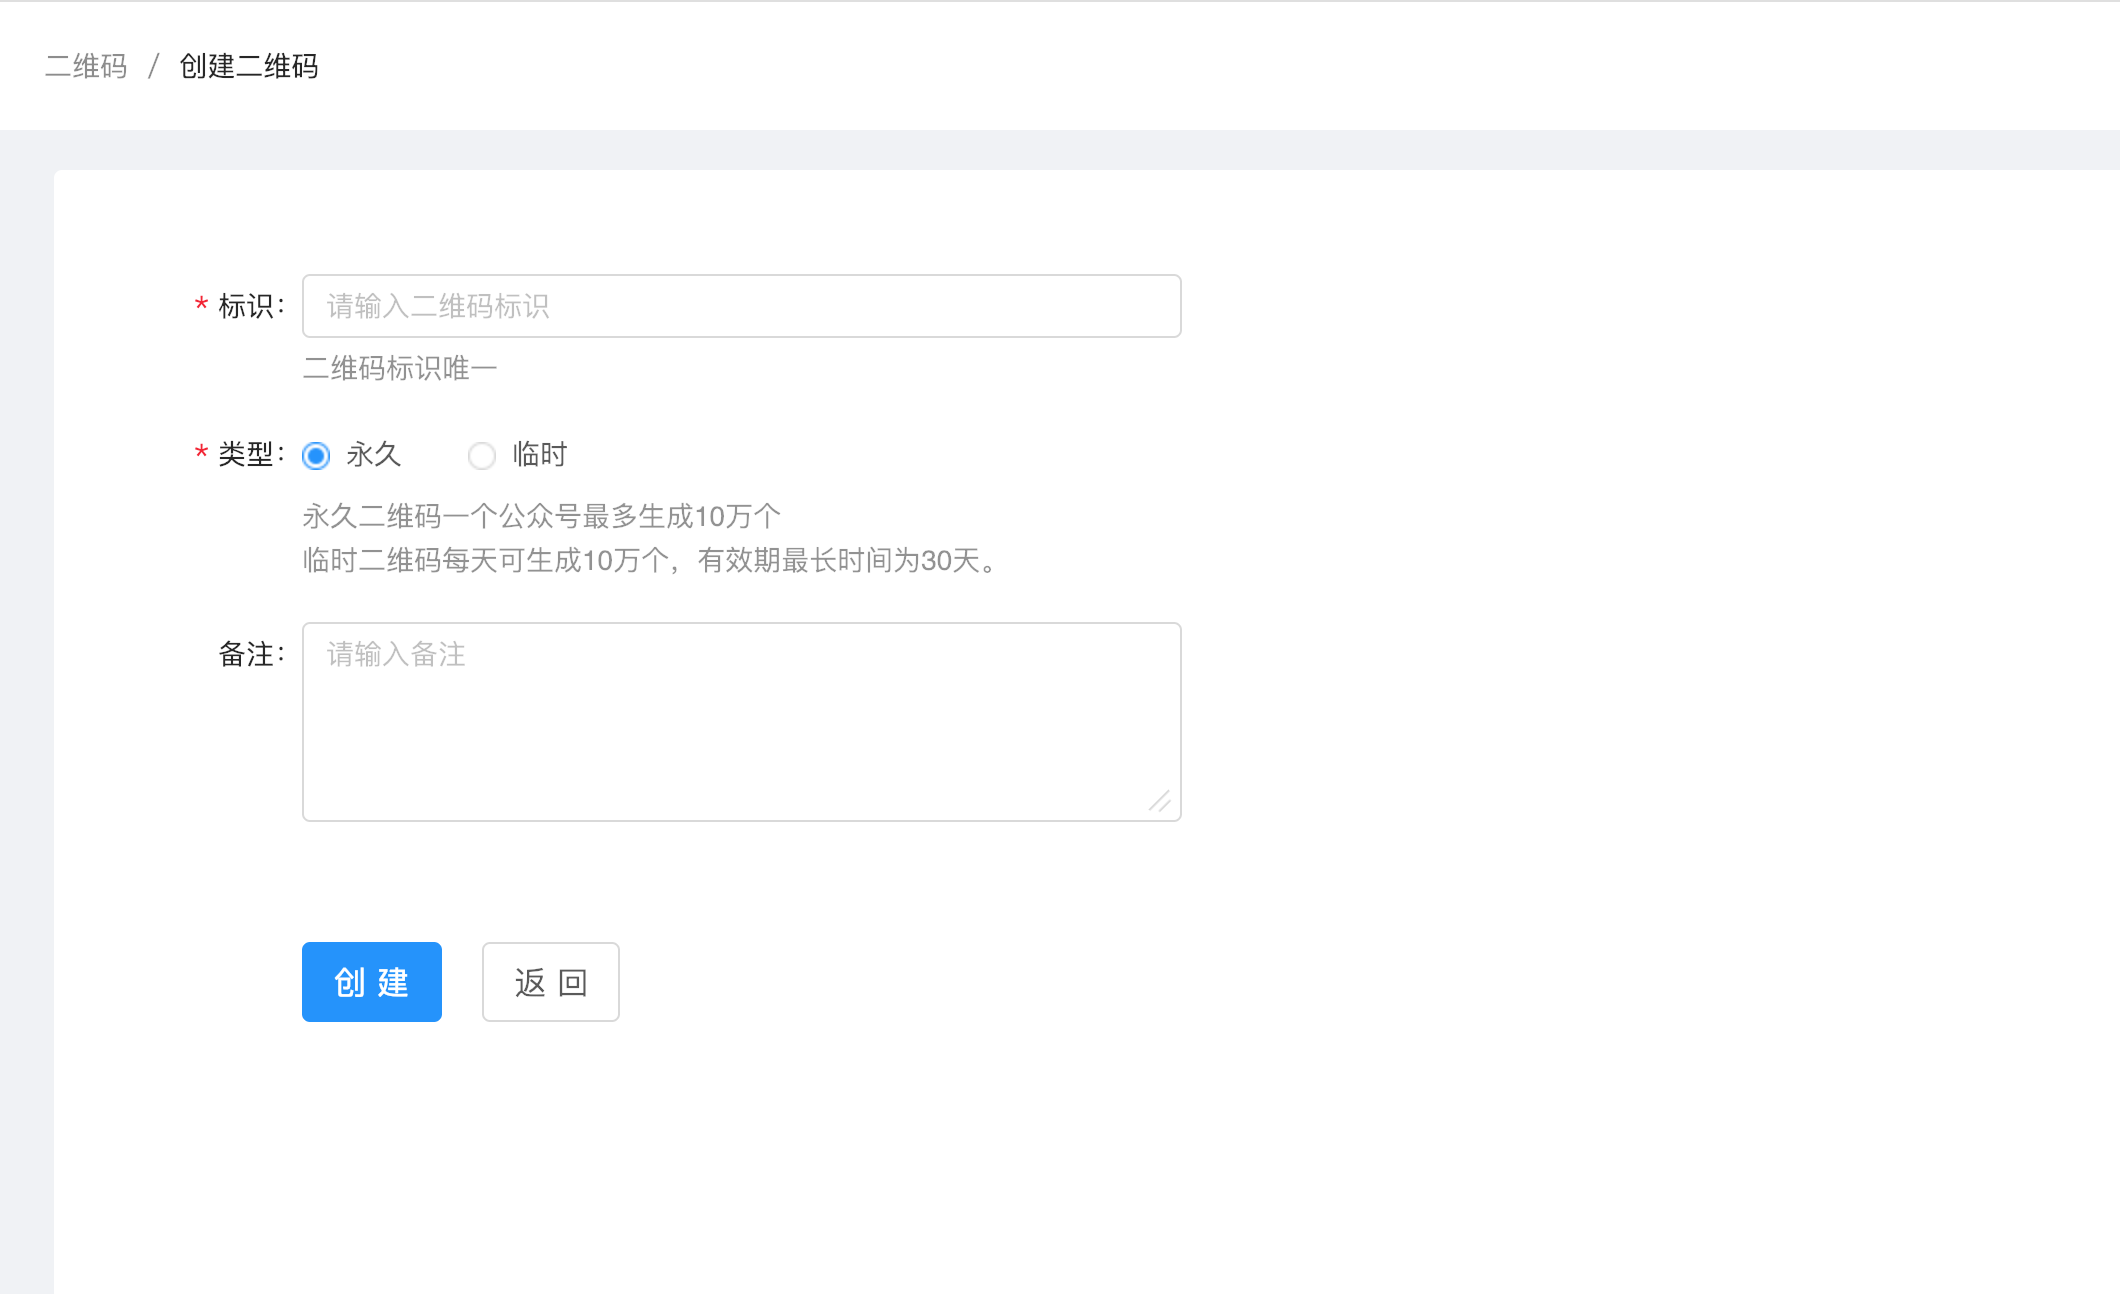 二维码 / 创建二维码
* 标识： 请输入二维码标识
二维码标识唯一
* 类型： 永久 临时
永久二维码一个公众号最多生成10万个
临时二维码每天可生成10万个，有效期最长时间为30天。
备注： 请输入备注
创 建 返 回